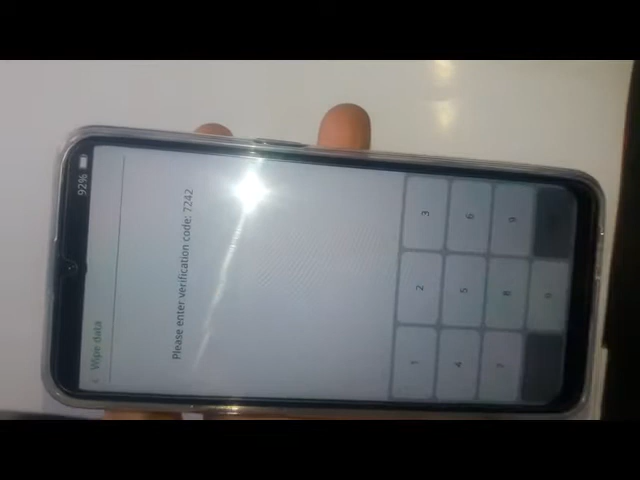 92%
‹ Wipe data
Please enter verification code: 7242
1 2 3
4 5 6
7 8 9
0